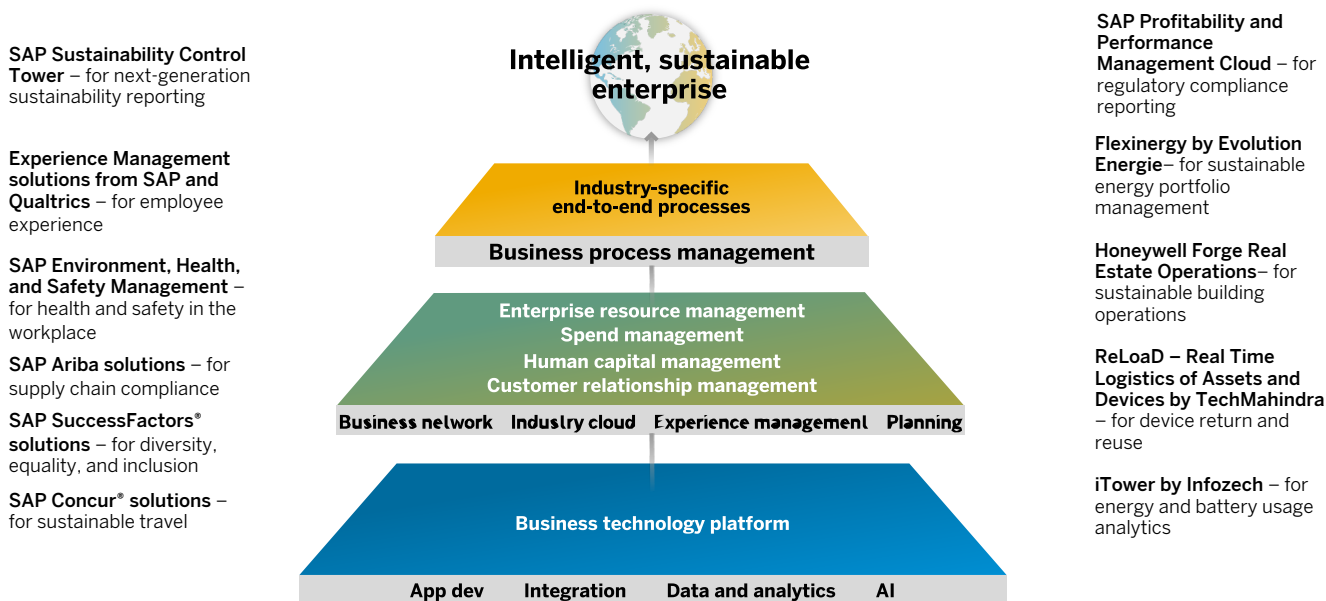 SAP Sustainability Control
Tower – for next-generation
sustainability reporting
Experience Management
solutions from SAP and
Qualtrics – for employee
experience
SAP Environment, Health,
and Safety Management –
for health and safety in the
workplace
SAP Ariba solutions – for
supply chain compliance
SAP SuccessFactors®
solutions – for diversity,
equality, and inclusion
SAP Concur® solutions –
for sustainable travel
Intelligent, sustainable
enterprise
Industry-specific
end-to-end processes
Business process management
Enterprise resource management
Spend management
Human capital management
Customer relationship management
Business network Industry cloud Experience management Planning
Business technology platform
App dev Integration Data and analytics AI
SAP Profitability and
Performance
Management Cloud – for
regulatory compliance
reporting
Flexinergy by Evolution
Energie– for sustainable
energy portfolio
management
Honeywell Forge Real
Estate Operations– for
sustainable building
operations
ReLoaD – Real Time
Logistics of Assets and
Devices by TechMahindra
– for device return and
reuse
iTower by Infozech – for
energy and battery usage
analytics